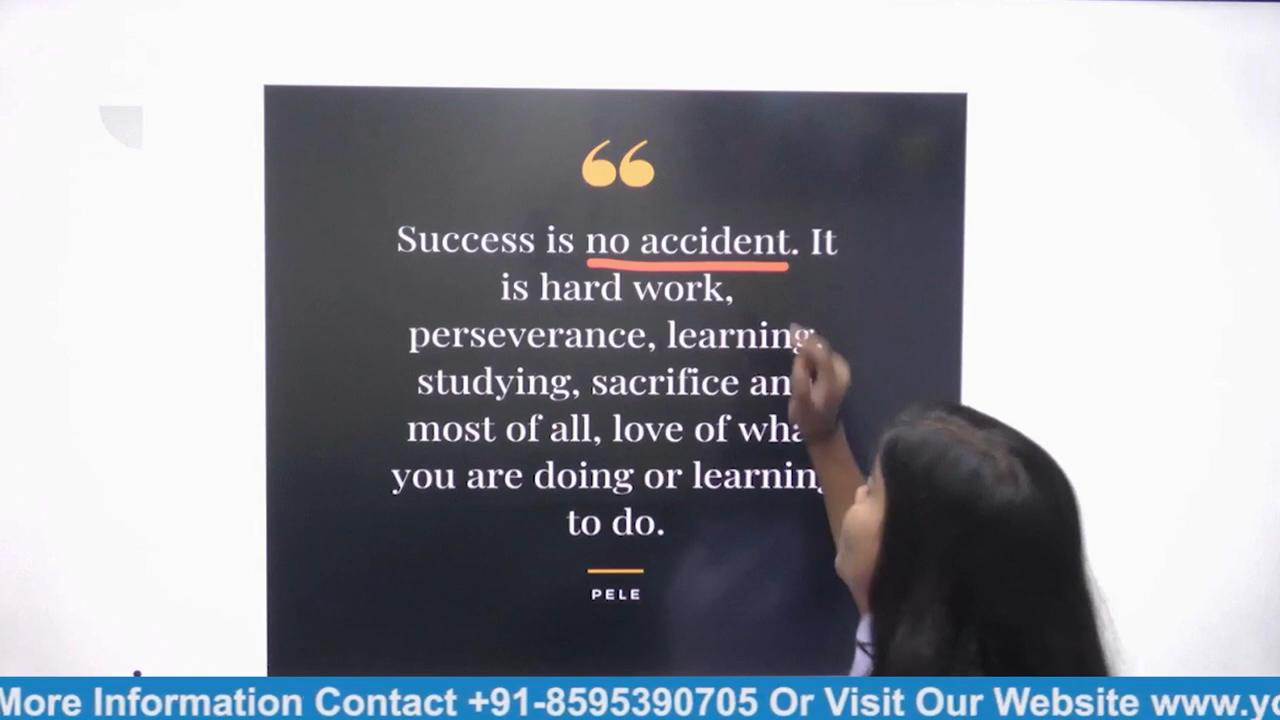 Success is no accident. It
is hard work,
perseverance, learning,
studying, sacrifice
most of all, love of
you are doing or learning
to do.
PELE
More Information Contact +91-8595390705 Or Visit Our Website